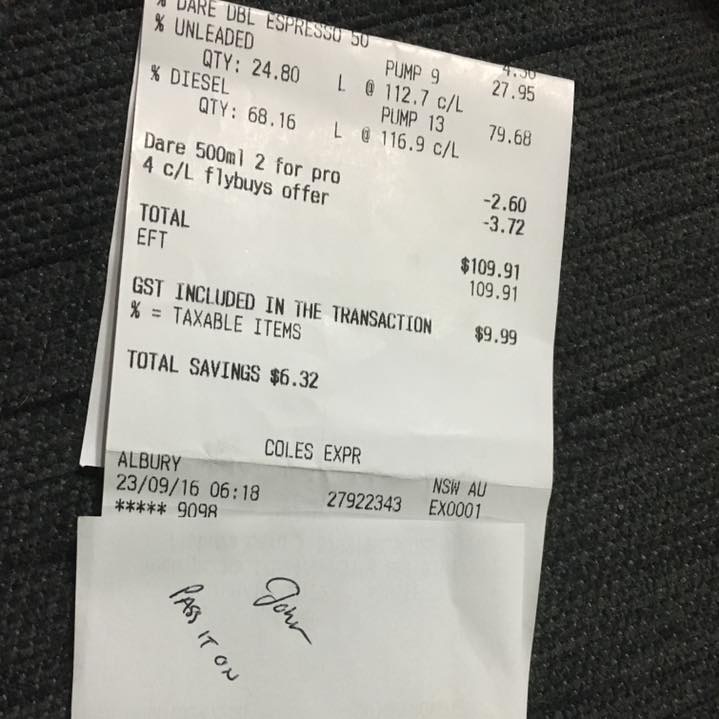 % DARE DBL ESPRESSO 50 4.30
% UNLEADED PUMP 9 27.95
QTY: 24.80 L @ 112.7 c/L
% DIESEL PUMP 13 79.68
QTY: 68.16 L @ 116.9 c/L
Dare 500ml 2 for pro -2.60
4 c/L flybuys offer -3.72
TOTAL $109.91
EFT 109.91
GST INCLUDED IN THE TRANSACTION $9.99
% = TAXABLE ITEMS
TOTAL SAVINGS $6.32
COLES EXPR
ALBURY NSW AU
23/09/16 06:18 27922343 EX0001
***** 9098
John
PASS IT ON